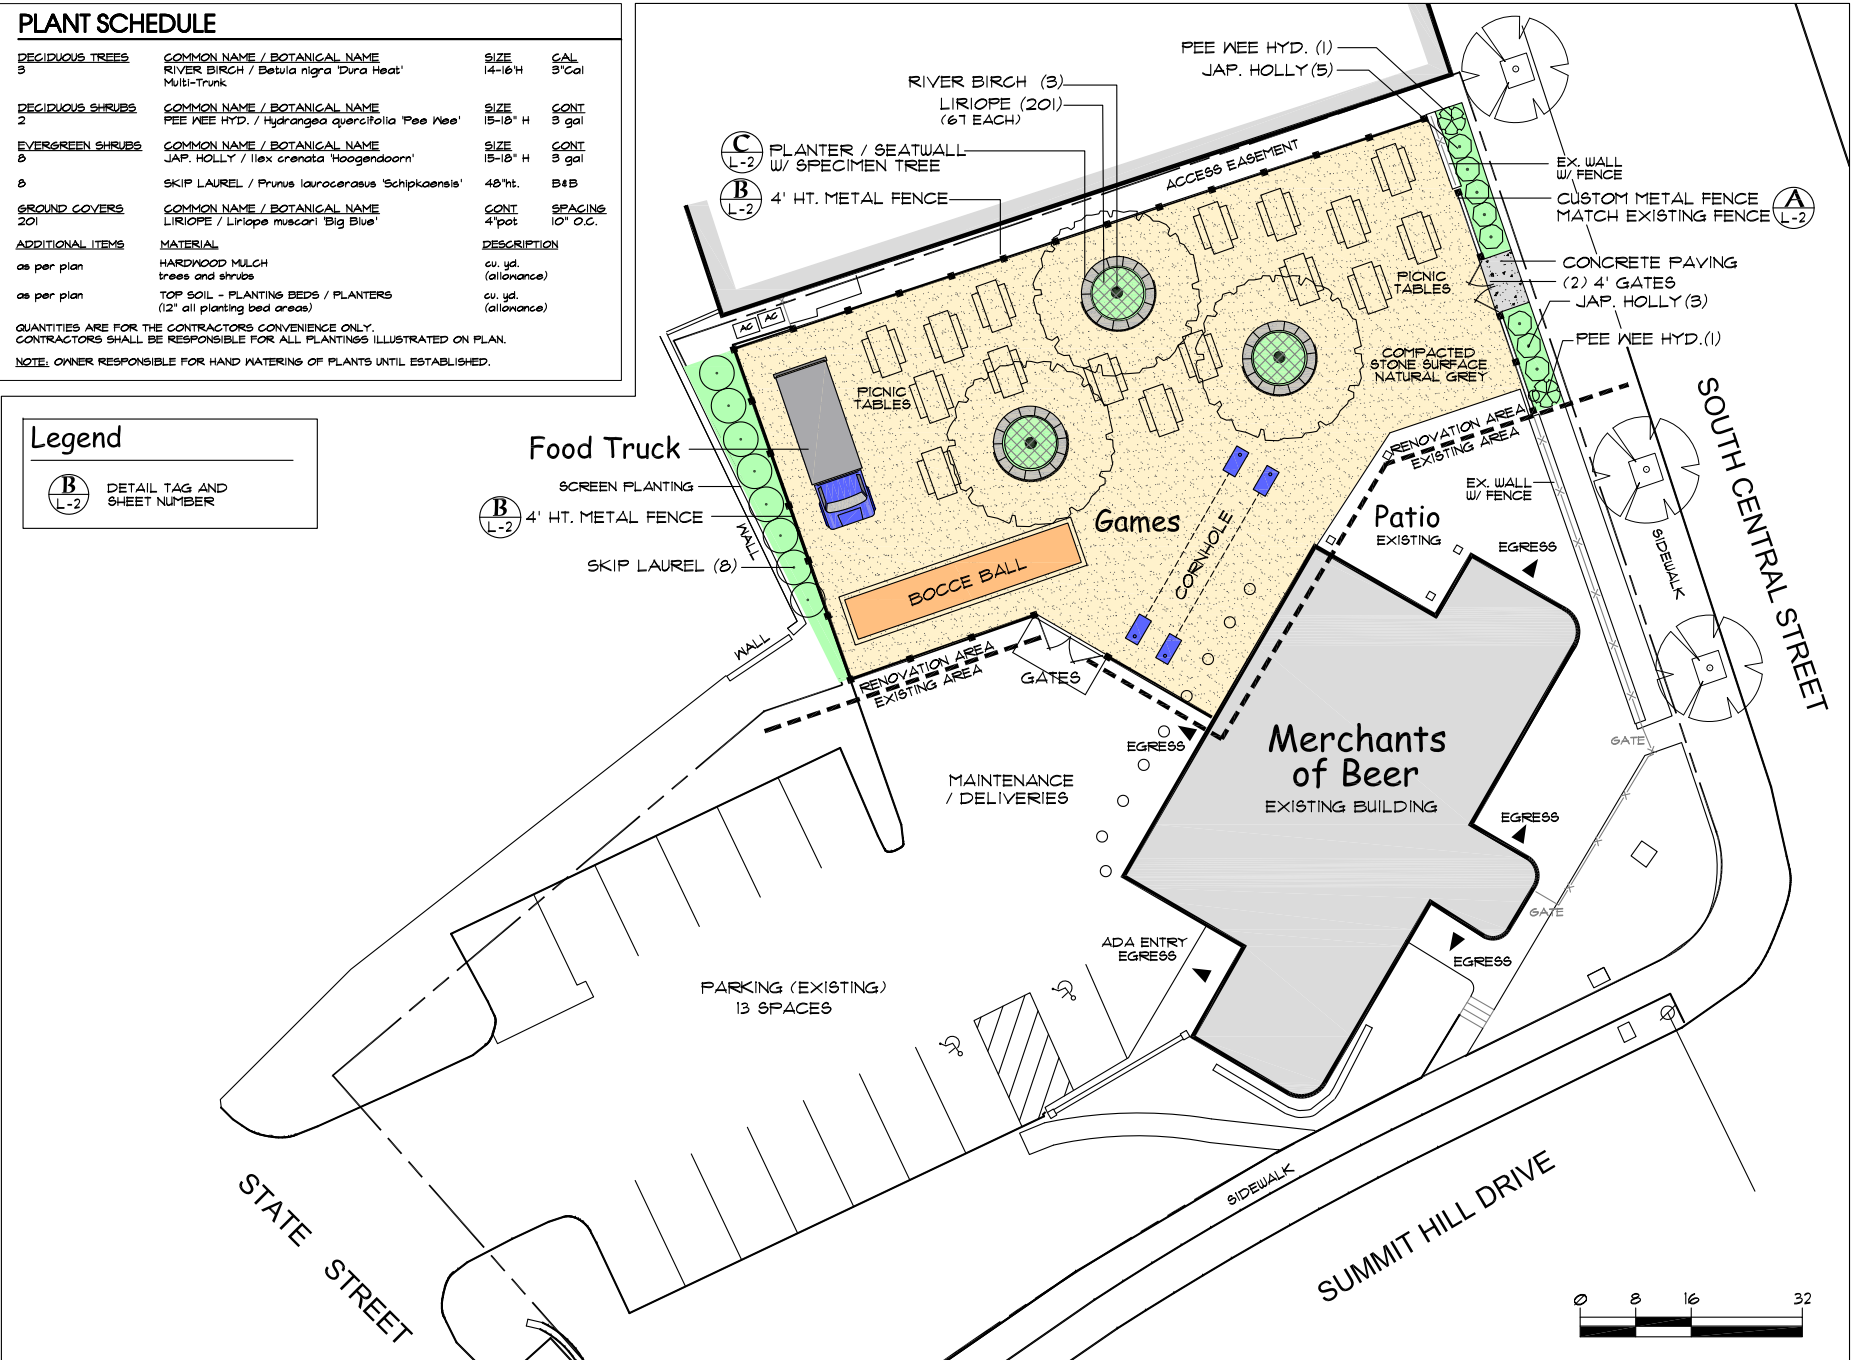 PLANT SCHEDULE
DECIDUOUS TREES COMMON NAME / BOTANICAL NAME SIZE CAL
3 RIVER BIRCH / Betula nigra 'Dura Heat' 14-16'H 3"Cal
Multi-Trunk
DECIDUOUS SHRUBS COMMON NAME / BOTANICAL NAME SIZE CONT
2 PEE WEE HYD. / Hydrangea quercifolia 'Pee Wee' 15-18" H 3 gal
EVERGREEN SHRUBS COMMON NAME / BOTANICAL NAME SIZE CONT
8 JAP. HOLLY / Ilex crenata 'Hoogendoorn' 15-18" H 3 gal
8 SKIP LAUREL / Prunus laurocerasus 'Schipkaensis' 48"ht. B&B
GROUND COVERS COMMON NAME / BOTANICAL NAME CONT SPACING
201 LIRIOPE / Liriope muscari 'Big Blue' 4"pot 10" O.C.
ADDITIONAL ITEMS MATERIAL DESCRIPTION
as per plan HARDWOOD MULCH cu. yd.
trees and shrubs (allowance)
as per plan TOP SOIL - PLANTING BEDS / PLANTERS cu. yd.
(12" all planting bed areas) (allowance)
QUANTITIES ARE FOR THE CONTRACTORS CONVENIENCE ONLY.
CONTRACTORS SHALL BE RESPONSIBLE FOR ALL PLANTINGS ILLUSTRATED ON PLAN.
NOTE: OWNER RESPONSIBLE FOR HAND WATERING OF PLANTS UNTIL ESTABLISHED.
Legend
B
L-2
DETAIL TAG AND
SHEET NUMBER
PEE WEE HYD. (1)
JAP. HOLLY (5)
RIVER BIRCH (3)
LIRIOPE (201)
(67 EACH)
C
L-2
PLANTER / SEATWALL
W/ SPECIMEN TREE
B
L-2
4' HT. METAL FENCE
ACCESS EASEMENT
EX. WALL
W/ FENCE
CUSTOM METAL FENCE
MATCH EXISTING FENCE
A
L-2
CONCRETE PAVING
(2) 4' GATES
JAP. HOLLY (3)
PEE WEE HYD.(1)
PICNIC
TABLES
COMPACTED
STONE SURFACE
NATURAL GREY
AC
AC
PICNIC
TABLES
Food Truck
SCREEN PLANTING
B
L-2
4' HT. METAL FENCE
SKIP LAUREL (8)
WALL
WALL
Games
CORNHOLE
BOCCE BALL
RENOVATION AREA
EXISTING AREA
EX. WALL
W/ FENCE
Patio
EXISTING
EGRESS
SIDEWALK
SOUTH CENTRAL STREET
RENOVATION AREA
EXISTING AREA
GATES
EGRESS
Merchants
of Beer
EXISTING BUILDING
GATE
MAINTENANCE
/ DELIVERIES
EGRESS
GATE
EGRESS
ADA ENTRY
EGRESS
PARKING (EXISTING)
13 SPACES
SIDEWALK
SUMMIT HILL DRIVE
STATE STREET
0 8 16 32